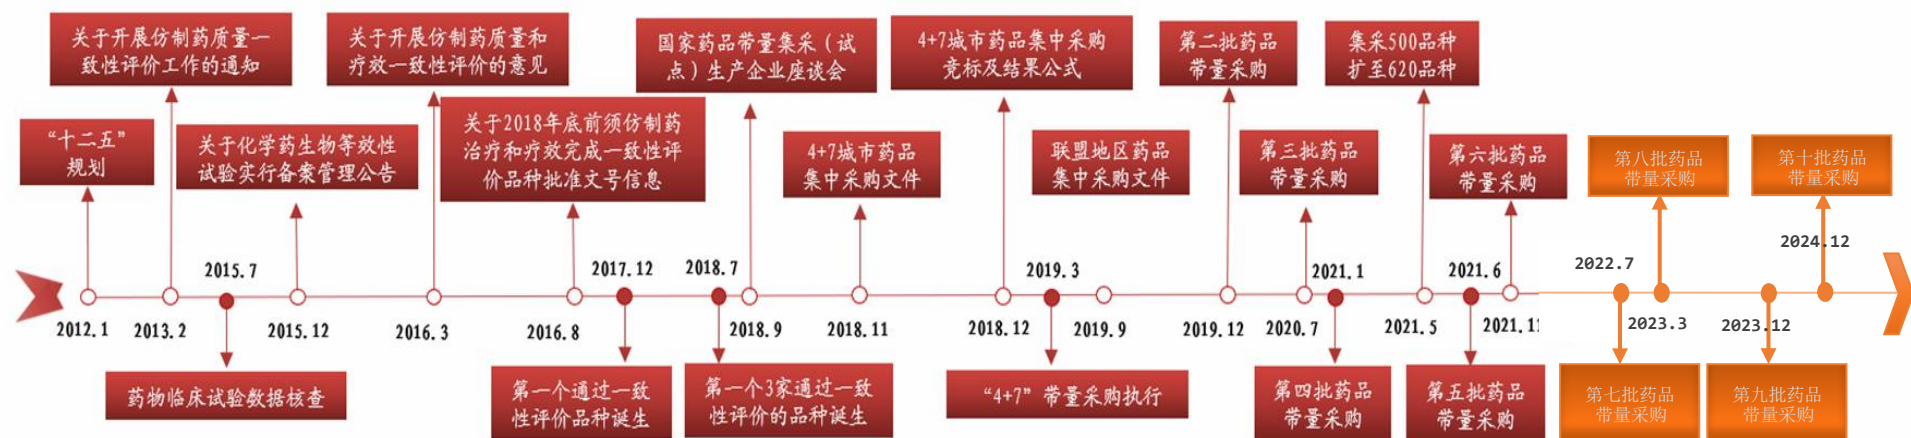 关于开展仿制药质量一
致性评价工作的通知
关于开展仿制药质量和
疗效一致性评价的意见
国家药品带量集采（试
点）生产企业座谈会
4+7城市药品集中采购
竞标及结果公式
第二批药品
带量采购
集采500品种
扩至620品种
“十二五”
规划
关于化学药生物等效性
试验实行备案管理公告
关于2018年底前须仿制药
治疗和疗效完成一致性评
价品种批准文号信息
4+7城市药品
集中采购文件
联盟地区药品
集中采购文件
第三批药品
带量采购
第六批药品
带量采购
第八批药品
带量采购
第十批药品
带量采购
2015.7
2017.12
2018.7
2019.3
2021.1
2021.6
2022.7
2024.12
2012.1
2013.2
2015.12
2016.3
2016.8
2018.9
2018.11
2018.12
2019.9
2019.12
2020.7
2021.5
2021.11
2023.3
2023.12
药物临床试验数据核查
第一个通过一致
性评价品种诞生
第一个3家通过一致
性评价的品种诞生
“4+7”带量采购执行
第四批药品
带量采购
第五批药品
带量采购
第七批药品
带量采购
第九批药品
带量采购